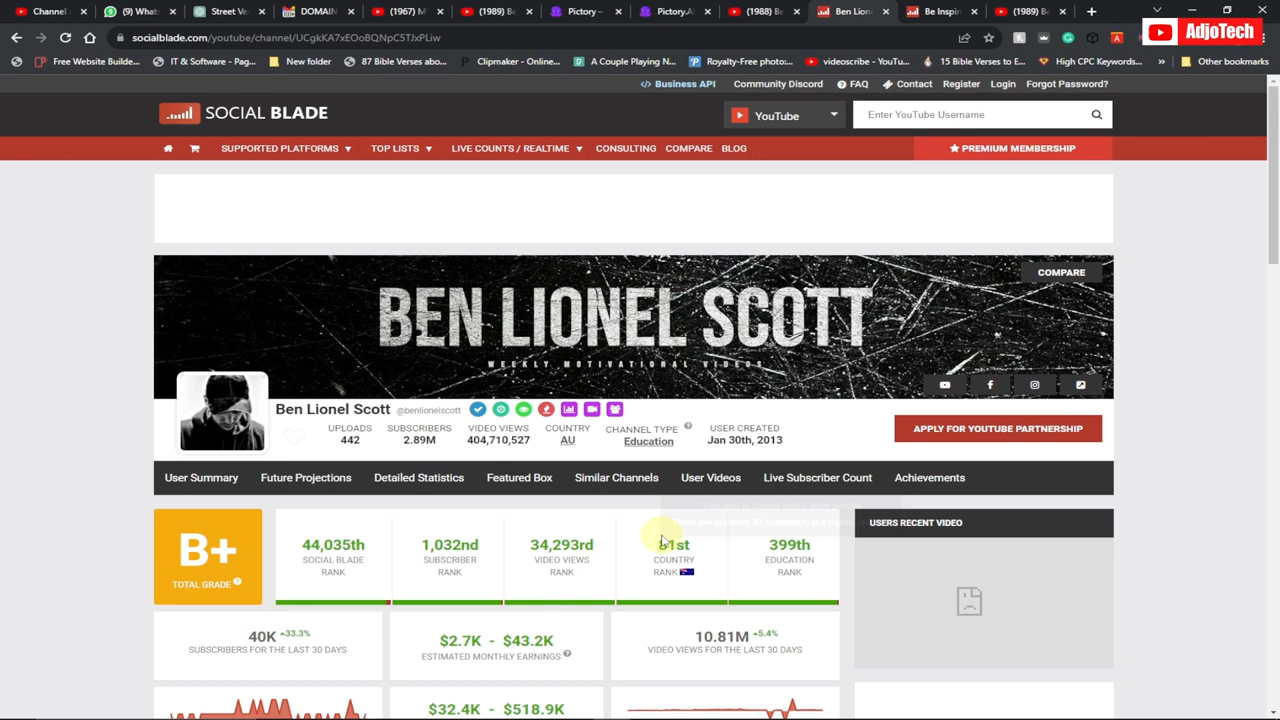 Channel
(9) Whats
Street Ve
DOMAIN
(1967) M
(1989) Be
Pictory –
Pictory.AI
(1988) Be
Ben Lion
Be Inspir
(1989) Be
AdjoTech
socialblade.com/youtube/channel/UCgkKA7xEOoBQNpC5TJxPLiw
Free Website Builde...
IT & Software - Pag...
New folder
87 Bible Verses abo...
Clipmaker - Online...
A Couple Playing N...
Royalty-Free photo:...
videoscribe - YouTu...
15 Bible Verses to E...
High CPC Keywords...
Other bookmarks
Business API
Community Discord
FAQ
Contact
Register
Login
Forgot Password?
SOCIAL BLADE
YouTube
Enter YouTube Username
SUPPORTED PLATFORMS
TOP LISTS
LIVE COUNTS / REALTIME
CONSULTING
COMPARE
BLOG
PREMIUM MEMBERSHIP
COMPARE
BEN LIONEL SCOTT
WEEKLY MOTIVATIONAL VIDEOS
Ben Lionel Scott @benlionelscott
UPLOADS
442
SUBSCRIBERS
2.89M
VIDEO VIEWS
404,710,527
COUNTRY
AU
CHANNEL TYPE
Education
USER CREATED
Jan 30th, 2013
APPLY FOR YOUTUBE PARTNERSHIP
User Summary
Future Projections
Detailed Statistics
Featured Box
Similar Channels
User Videos
Live Subscriber Count
Achievements
B+
TOTAL GRADE
44,035th
SOCIAL BLADE
RANK
1,032nd
SUBSCRIBER
RANK
34,293rd
VIDEO VIEWS
RANK
81st
COUNTRY
RANK
399th
EDUCATION
RANK
USERS RECENT VIDEO
40K +33.3%
SUBSCRIBERS FOR THE LAST 30 DAYS
$2.7K - $43.2K
ESTIMATED MONTHLY EARNINGS
10.81M +5.4%
VIDEO VIEWS FOR THE LAST 30 DAYS
$32.4K - $518.9K